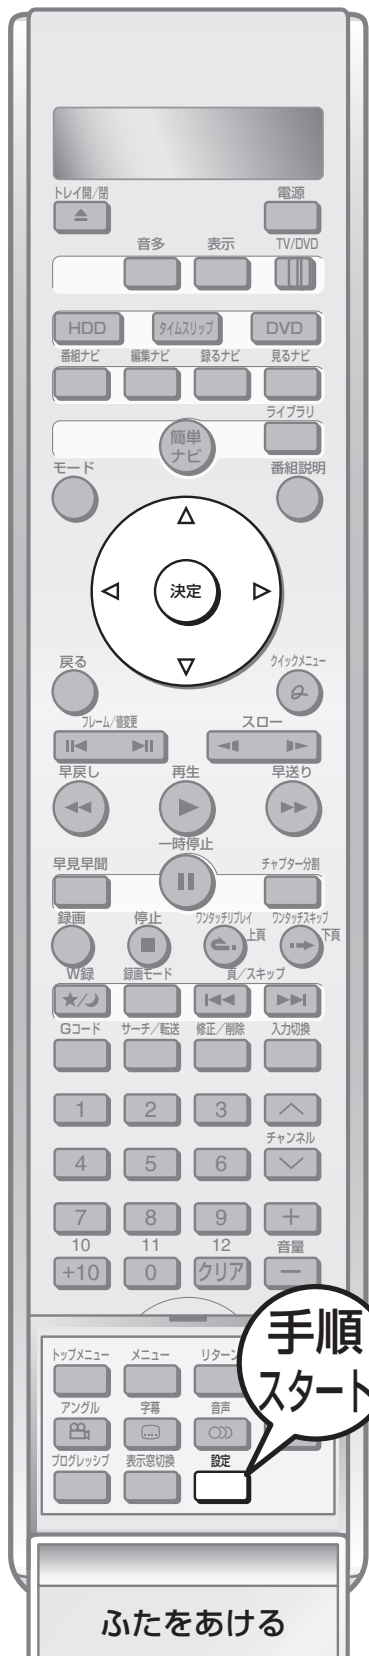 トレイ開/閉 電源
音多 表示 TV/DVD
HDD タイムスリップ DVD
番組ナビ 編集ナビ 録るナビ 見るナビ
ライブラリ
簡単
ナビ
モード 番組説明
決定
戻る クイックメニュー
フレーム/値変更 スロー
早戻し 再生 早送り
一時停止
早見早聞 チャプター分割
録画 停止 ワンタッチリプレイ ワンタッチスキップ
上頁 下頁
W録 録画モード 頁/スキップ
Gコード サーチ/転送 修正/削除 入力切換
1 2 3
チャンネル
4 5 6
7 8 9 +
10 11 12 音量
+10 0 クリア −
手順
スタート
トップメニュー メニュー リターン
アングル 字幕 音声
プログレッシブ 表示窓切換 設定
ふたをあける